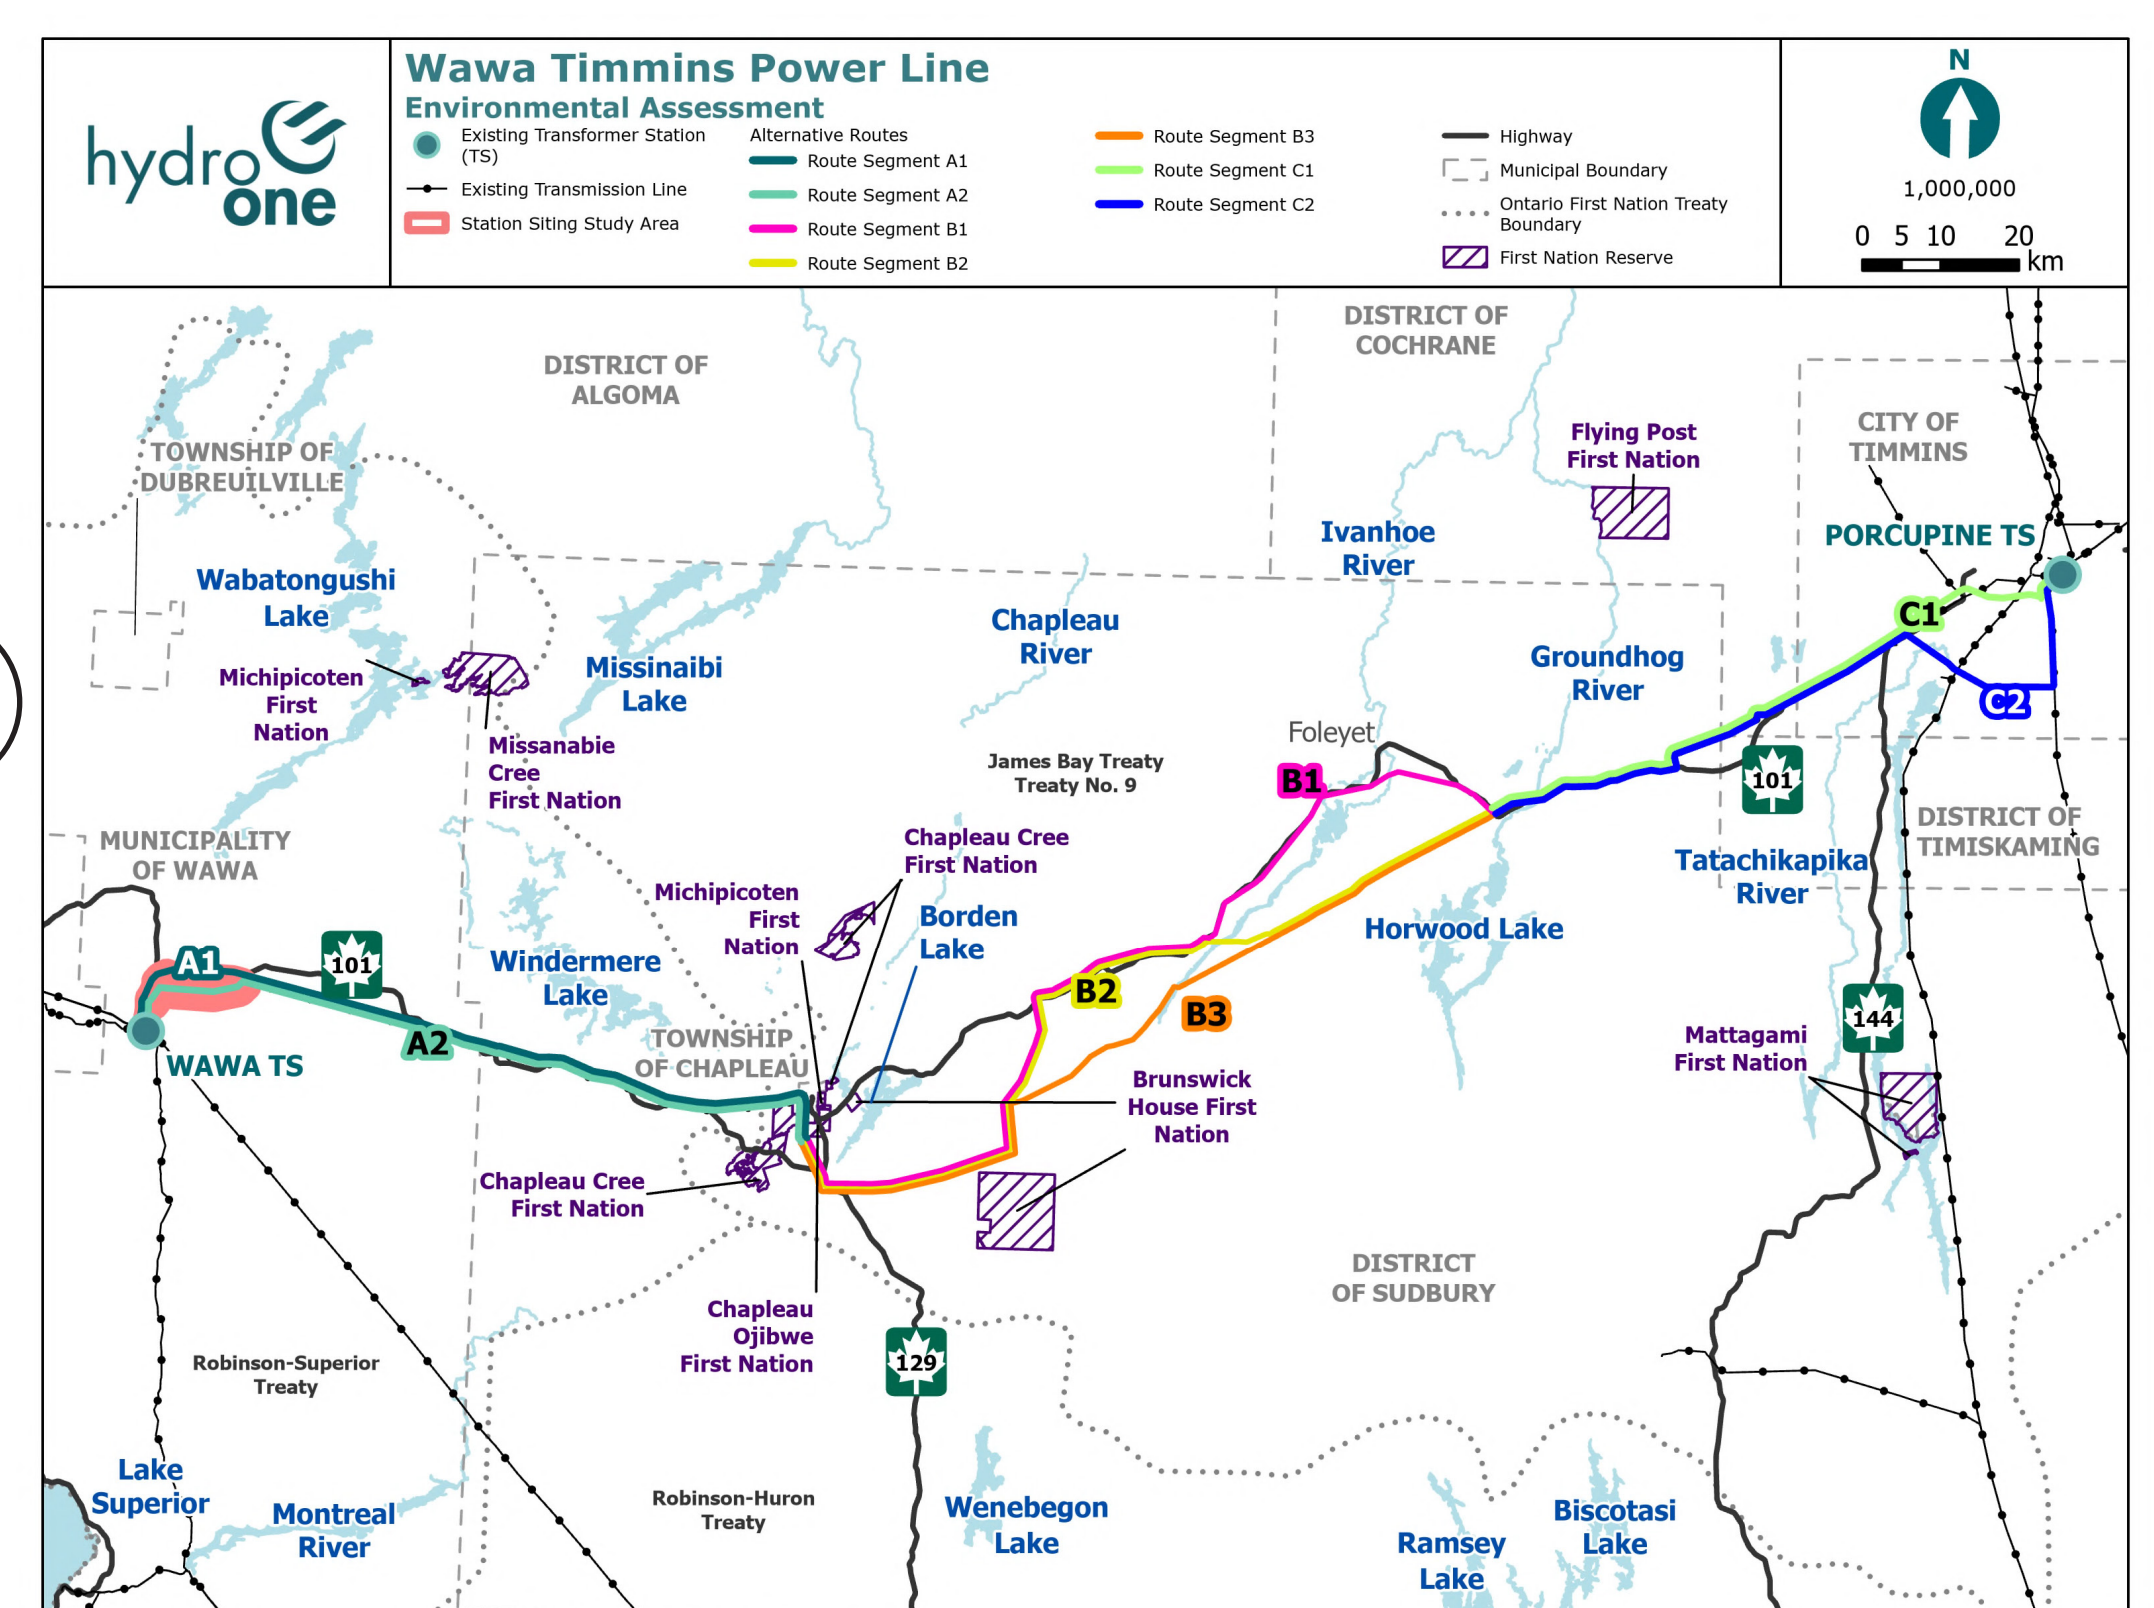 hydro
one
Wawa Timmins Power Line
Environmental Assessment
Existing Transformer Station
(TS)
Existing Transmission Line
Station Siting Study Area
Alternative Routes
Route Segment A1
Route Segment A2
Route Segment B1
Route Segment B2
Route Segment B3
Route Segment C1
Route Segment C2
Highway
Municipal Boundary
Ontario First Nation Treaty
Boundary
First Nation Reserve
N
1,000,000
0 5 10 20
km
DISTRICT OF
COCHRANE
DISTRICT OF
ALGOMA
CITY OF
TIMMINS
Flying Post
First Nation
TOWNSHIP OF
DUBREUILVILLE
PORCUPINE TS
Ivanhoe
River
Wabatongushi
Lake
C1
Chapleau
River
Missinaibi
Lake
Groundhog
River
Michipicoten
First
Nation
C2
Foleyet
Missanabie
Cree
First Nation
James Bay Treaty
Treaty No. 9
B1
101
DISTRICT OF
TIMISKAMING
MUNICIPALITY
OF WAWA
Chapleau Cree
First Nation
Tatachikapika
River
Michipicoten
First
Nation
Borden
Lake
Horwood Lake
A1
101
Windermere
Lake
B2
B3
144
A2
TOWNSHIP
OF CHAPLEAU
WAWA TS
Mattagami
First Nation
Brunswick
House First
Nation
Chapleau Cree
First Nation
DISTRICT
OF SUDBURY
Chapleau
Ojibwe
First Nation
129
Robinson-Superior
Treaty
Lake
Superior
Montreal
River
Robinson-Huron
Treaty
Wenebegon
Lake
Ramsey
Lake
Biscotasi
Lake